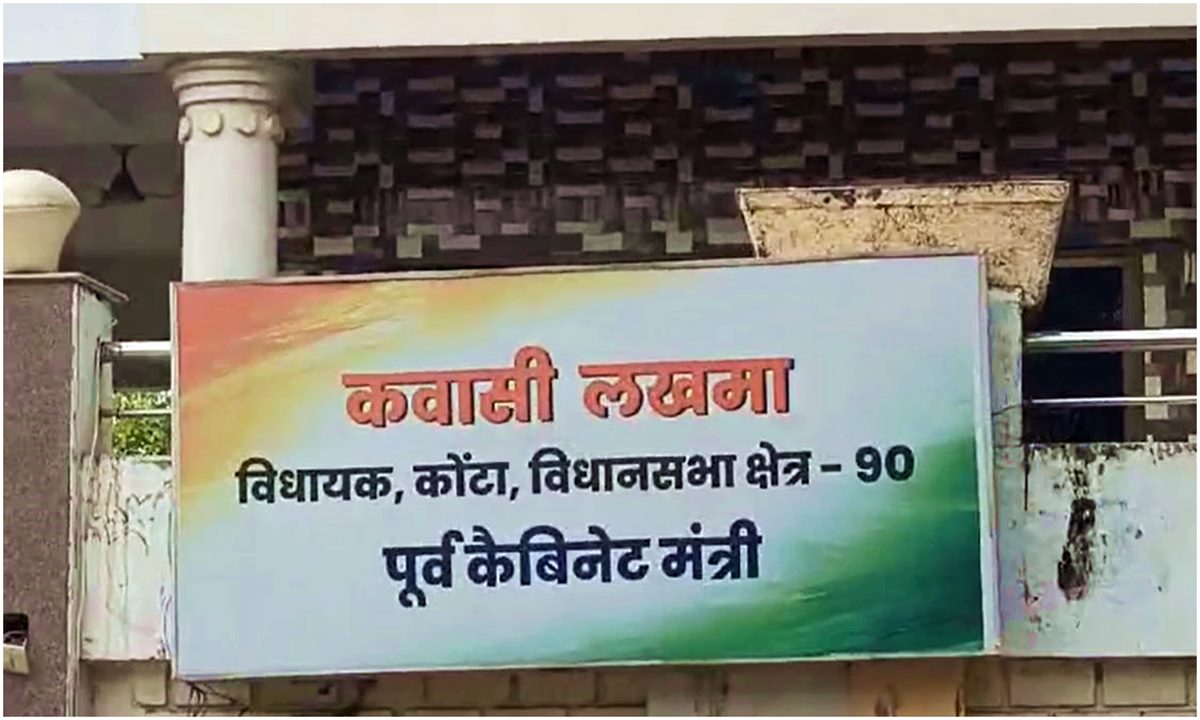 कवासी लखमा
विधायक, कोंटा, विधानसभा क्षेत्र - 90
पूर्व कैबिनेट मंत्री